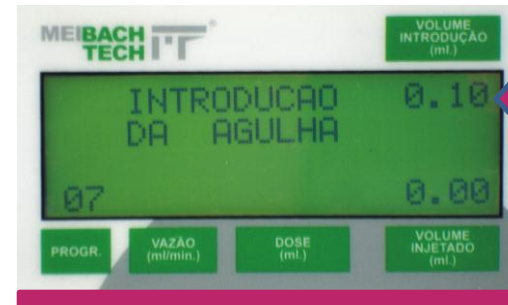 MEIBACH
TECH MT
VOLUME
INTRODUÇÃO
(ml.)
INTRODUCAO 0.10
DA AGULHA
07 0.00
PROGR.
VAZÃO
(ml/min.)
DOSE
(ml.)
VOLUME
INJETADO
(ml.)